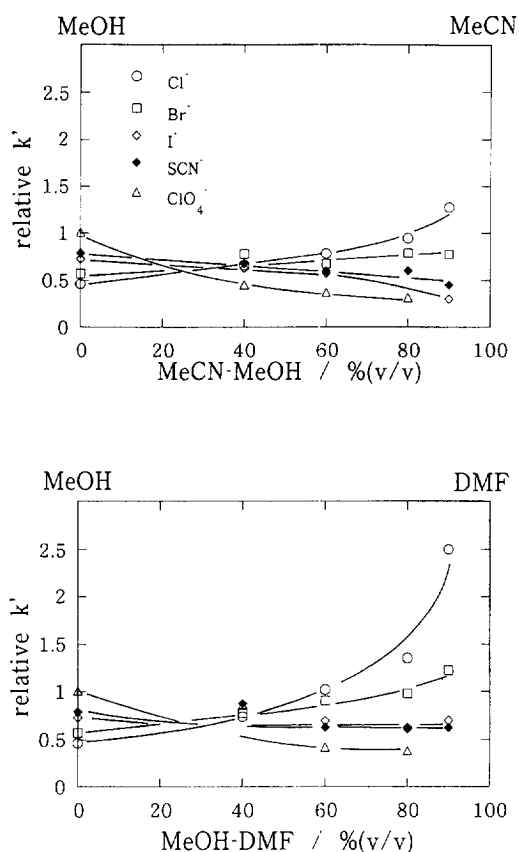 MeOH MeCN
2.5
2
1.5
1
0.5
0
relative k'
Cl⁻
Br⁻
I⁻
SCN⁻
ClO₄⁻
0 20 40 60 80 100
MeCN-MeOH / %(v/v)
MeOH DMF
2.5
2
1.5
1
0.5
0
relative k'
0 20 40 60 80 100
MeOH-DMF / %(v/v)